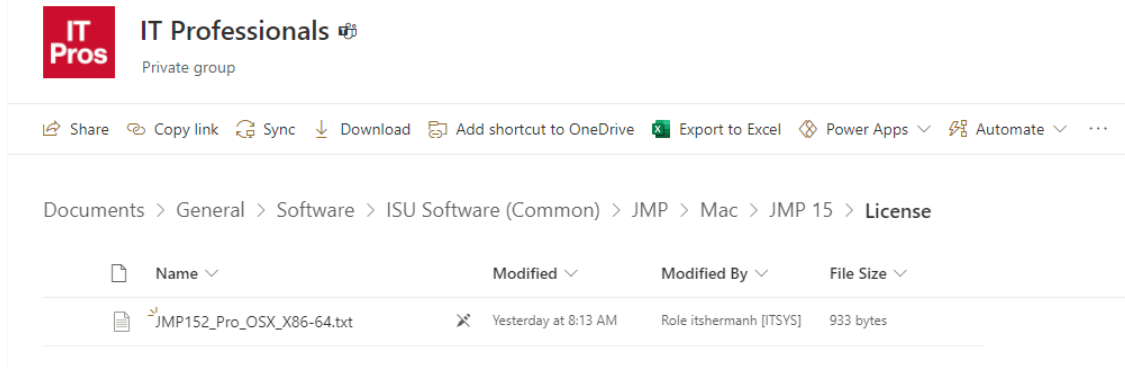 IT
Pros
IT Professionals
Private group
Share Copy link Sync Download Add shortcut to OneDrive Export to Excel Power Apps Automate ...
Documents > General > Software > ISU Software (Common) > JMP > Mac > JMP 15 > License
Name Modified Modified By File Size
JMP152_Pro_OSX_X86-64.txt Yesterday at 8:13 AM Role itshermanh [ITSYS] 933 bytes